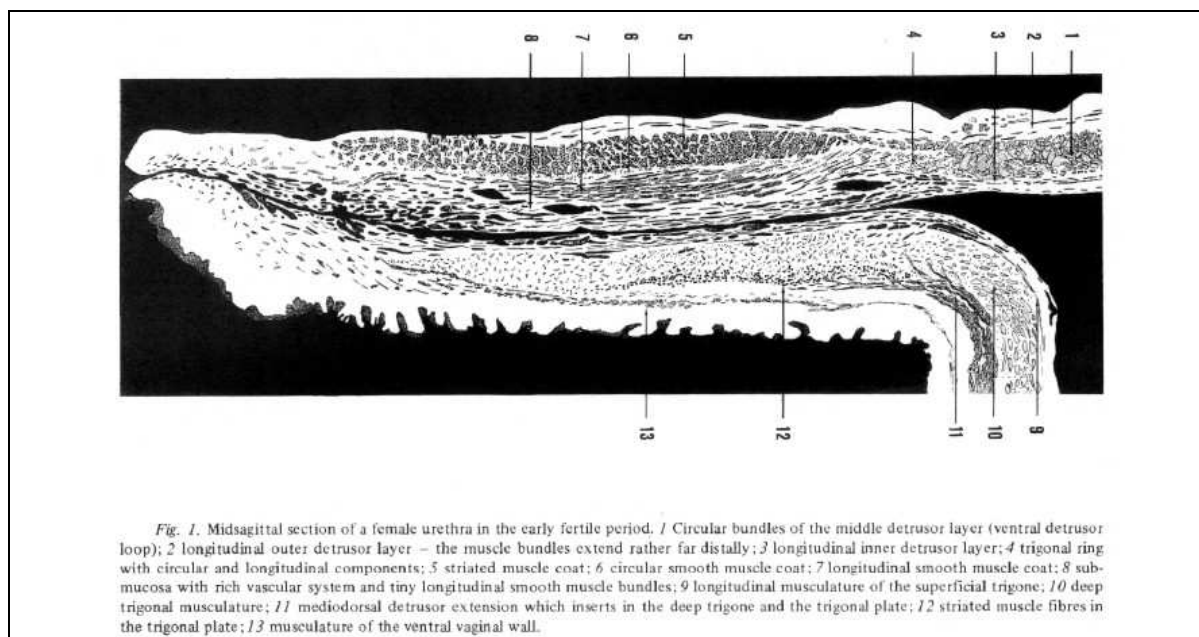 8 7 6 5 4 3 2 1
13 12 11 10 9
Fig. 1. Midsagittal section of a female urethra in the early fertile period. 1 Circular bundles of the middle detrusor layer (ventral detrusor
loop); 2 longitudinal outer detrusor layer – the muscle bundles extend rather far distally; 3 longitudinal inner detrusor layer; 4 trigonal ring
with circular and longitudinal components; 5 striated muscle coat; 6 circular smooth muscle coat; 7 longitudinal smooth muscle coat; 8 sub-
mucosa with rich vascular system and tiny longitudinal smooth muscle bundles; 9 longitudinal musculature of the superficial trigone; 10 deep
trigonal musculature; 11 mediodorsal detrusor extension which inserts in the deep trigone and the trigonal plate; 12 striated muscle fibres in
the trigonal plate; 13 musculature of the ventral vaginal wall.